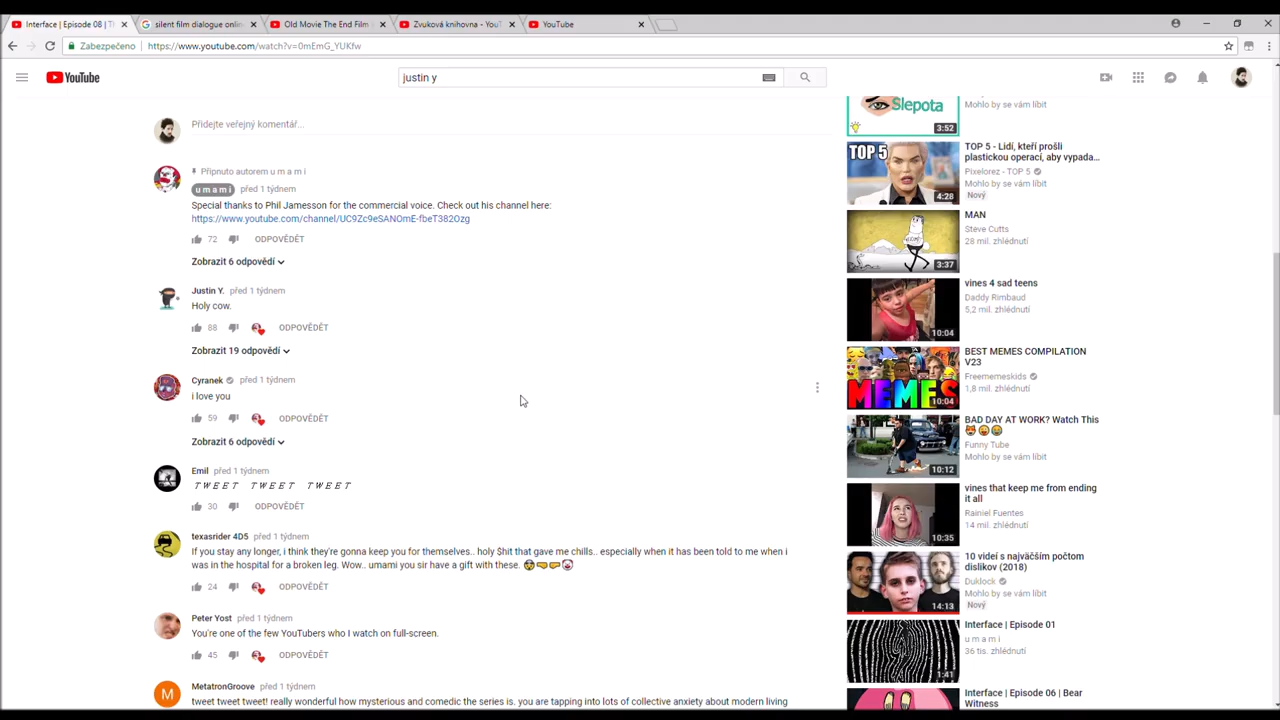 Interface | Episode 08 |
silent film dialogue onlin
Old Movie The End Film
Zvuková knihovna - YouT
YouTube
Zabezpečeno
https://www.youtube.com/watch?v=0mEmG_YUKfw
YouTube
justin y
Přidejte veřejný komentář...
Připnuto autorem u m a m i
u m a m i před 1 týdnem
Special thanks to Phil Jamesson for the commercial voice. Check out his channel here:
https://www.youtube.com/channel/UC9Zc9eSANOmE-fbeT382Ozg
72 ODPOVĚDĚT
Zobrazit 6 odpovědí
Justin Y. před 1 týdnem
Holy cow.
88 ODPOVĚDĚT
Zobrazit 19 odpovědí
Cyranek před 1 týdnem
i love you
59 ODPOVĚDĚT
Zobrazit 6 odpovědí
Emil před 1 týdnem
TWEET TWEET TWEET
30 ODPOVĚDĚT
texasrider 4D5 před 1 týdnem
If you stay any longer, i think they're gonna keep you for themselves.. holy $hit that gave me chills.. especially when it has been told to me when i
was in the hospital for a broken leg. Wow.. umami you sir have a gift with these.
24 ODPOVĚDĚT
Peter Yost před 1 týdnem
You're one of the few YouTubers who I watch on full-screen.
45 ODPOVĚDĚT
M
MetatronGroove před 1 týdnem
tweet tweet tweet! really wonderful how mysterious and comedic the series is. you are tapping into lots of collective anxiety about modern living
Slepota
3:52
Mohlo by se vám líbit
TOP 5
4:28
TOP 5 - Lidí, kteří prošli
plastickou operací, aby vypada...
Pixelorez - TOP 5
Mohlo by se vám líbit
Nový
3:37
MAN
Steve Cutts
28 mil. zhlédnutí
10:04
vines 4 sad teens
Daddy Rimbaud
5,2 mil. zhlédnutí
MEMES
10:04
BEST MEMES COMPILATION
V23
Freememeskids
1,8 mil. zhlédnutí
10:12
BAD DAY AT WORK? Watch This
Funny Tube
Mohlo by se vám líbit
10:35
vines that keep me from ending
it all
Rainiel Fuentes
14 mil. zhlédnutí
14:13
10 videí s najväčším počtom
dislikov (2018)
Duklock
Mohlo by se vám líbit
Nový
1:41
Interface | Episode 01
u m a m i
36 tis. zhlédnutí
Interface | Episode 06 | Bear
Witness